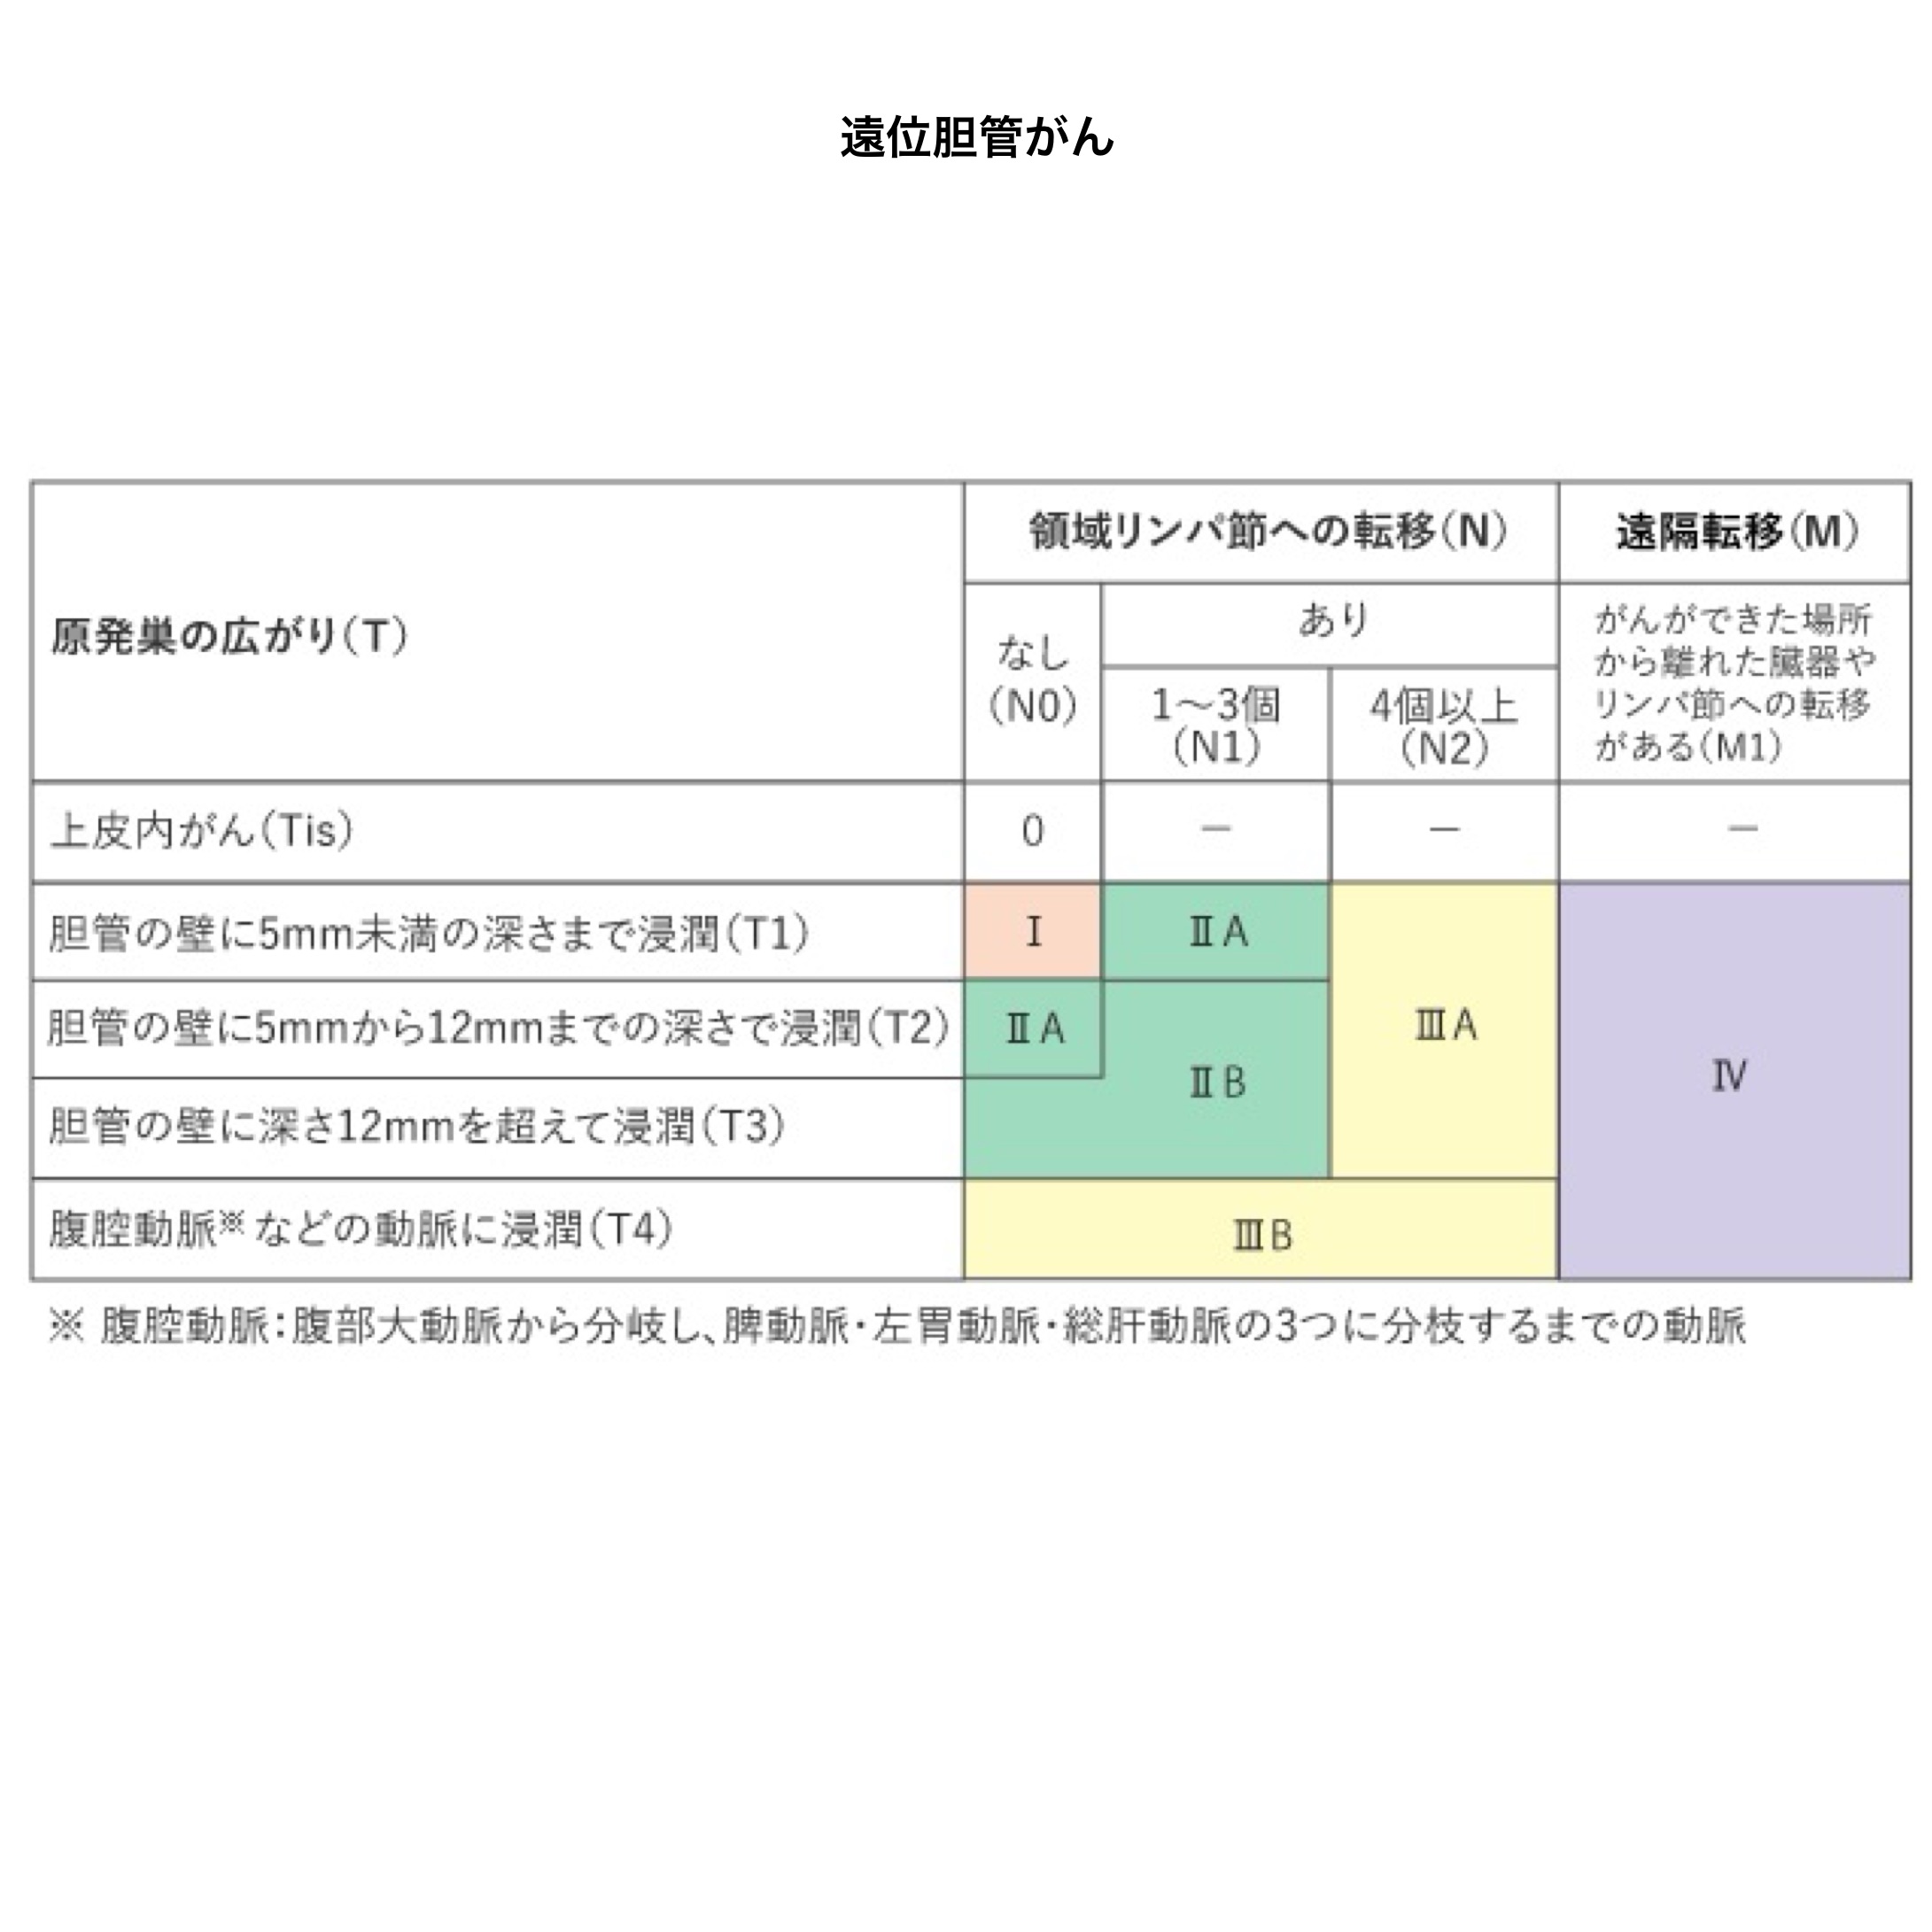 遠位胆管がん
原発巣の広がり(T)
領域リンパ節への転移(N)
遠隔転移(M)
なし
(N0)
あり
1～3個
(N1)
4個以上
(N2)
がんができた場所
から離れた臓器や
リンパ節への転移
がある(M1)
上皮内がん(Tis)
0
－
－
－
胆管の壁に5mm未満の深さまで浸潤(T1)
Ⅰ
ⅡA
胆管の壁に5mmから12mmまでの深さで浸潤(T2)
ⅡA
ⅢA
Ⅳ
ⅡB
胆管の壁に深さ12mmを超えて浸潤(T3)
腹腔動脈※などの動脈に浸潤(T4)
ⅢB
※ 腹腔動脈：腹部大動脈から分岐し、脾動脈・左胃動脈・総肝動脈の3つに分枝するまでの動脈